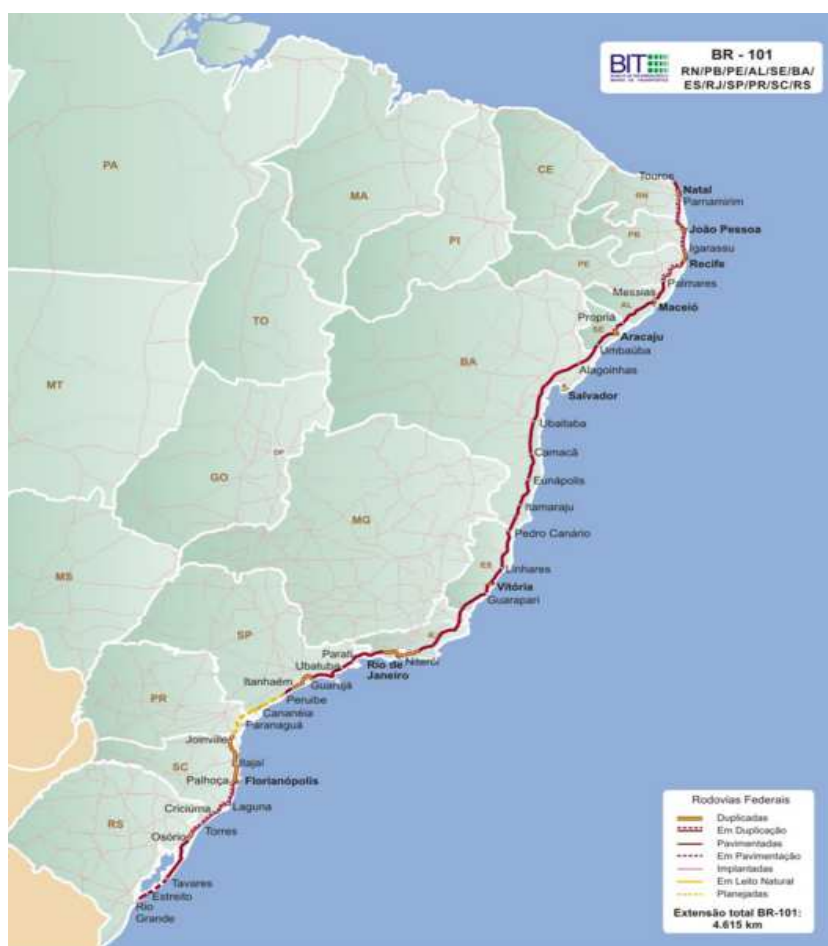 BIT
BR - 101
RN/PB/PE/AL/SE/BA/
ES/RJ/SP/PR/SC/RS
PA
MA
CE
Touros
Natal
RN
Parnamirim
PI
PB
João Pessoa
Igarassu
PE
Recife
Palmares
Messias
AL
Maceió
TO
Propria
SE
Aracaju
BA
Umbaúba
Alagoinhas
MT
Salvador
Ubaitaba
DF
Camacã
GO
Eunápolis
Itamaraju
MG
Pedro Canário
ES
Linhares
MS
Vitória
Guarapari
SP
Parati
Niterói
Ubatuba
Rio de
Janeiro
Itanhaém
Guarujá
PR
Peruíbe
Cananéia
Paranaguá
Joinville
SC
Itajaí
Palhoça
Florianópolis
Criciúma
Laguna
RS
Torres
Osório
Tavares
Estreito
Rio
Grande
Rodovias Federais
Duplicadas
Em Duplicação
Pavimentadas
Em Pavimentação
Implantadas
Em Leito Natural
Planejadas
Extensão total BR-101:
4.615 km